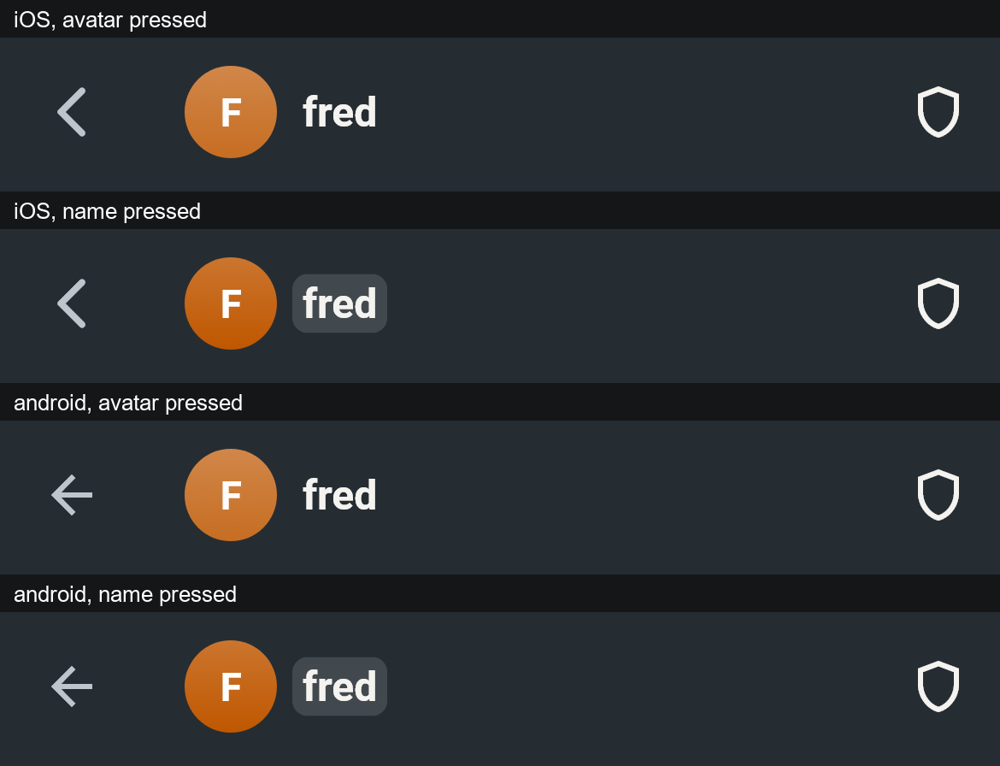 iOS, avatar pressed
F fred
iOS, name pressed
F fred
android, avatar pressed
F fred
android, name pressed
F fred